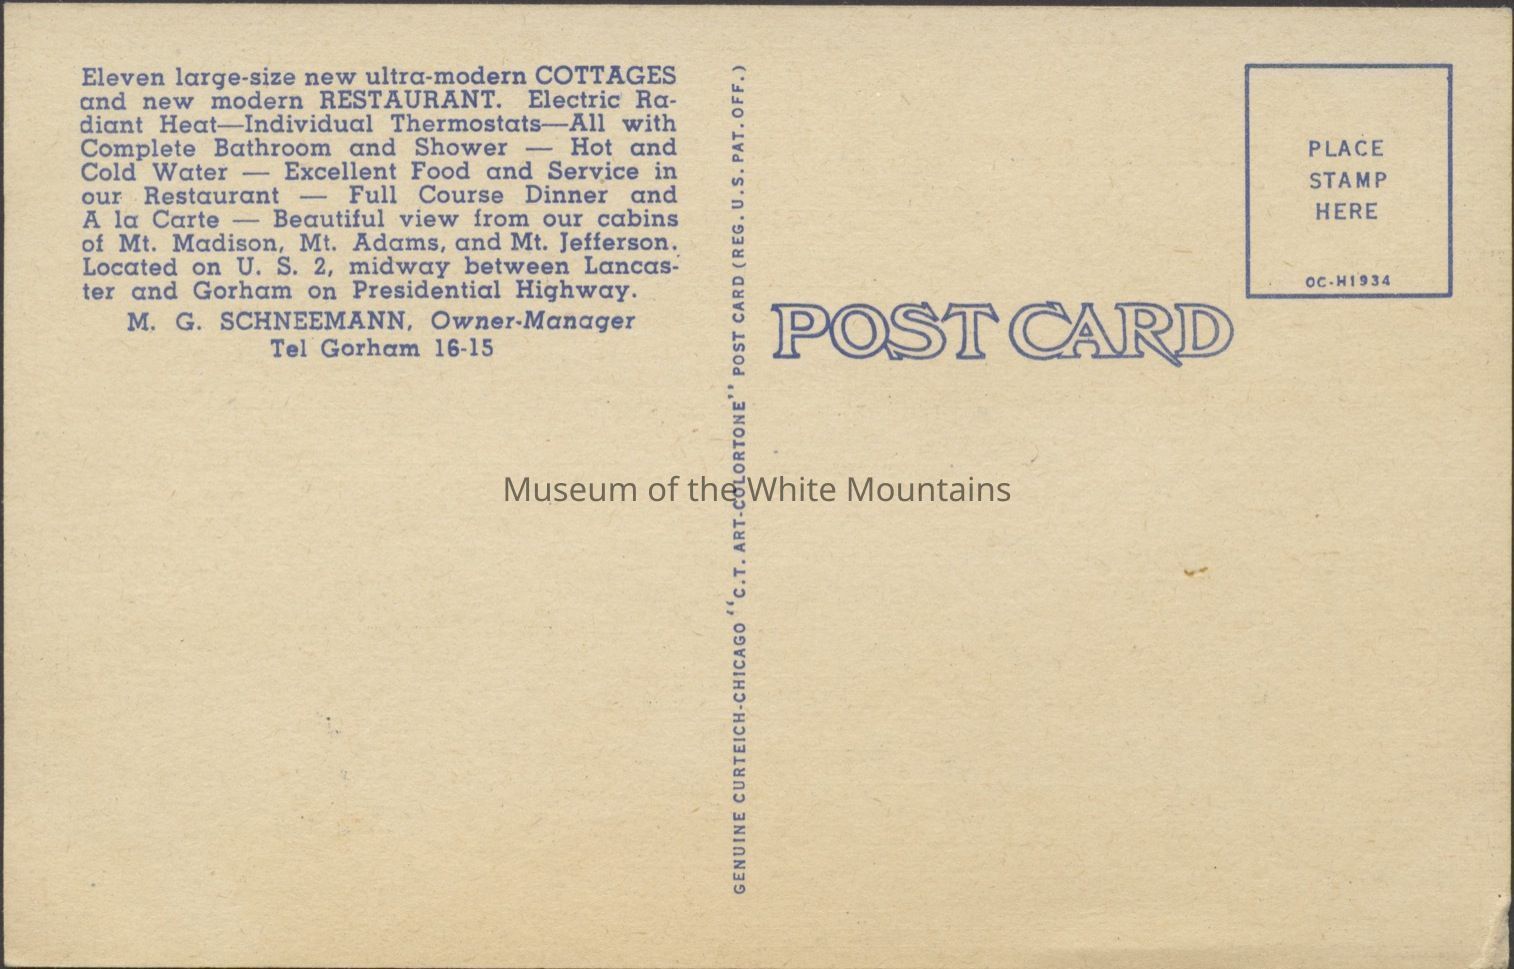 Eleven large-size new ultra-modern COTTAGES
and new modern RESTAURANT. Electric Ra-
diant Heat—Individual Thermostats—All with
Complete Bathroom and Shower — Hot and
Cold Water — Excellent Food and Service in
our Restaurant — Full Course Dinner and
A la Carte — Beautiful view from our cabins
of Mt. Madison, Mt. Adams, and Mt. Jefferson.
Located on U. S. 2, midway between Lancas-
ter and Gorham on Presidential Highway.
M. G. SCHNEEMANN, Owner-Manager
Tel Gorham 16-15
GENUINE CURTEICH-CHICAGO "C.T. ART-COLORTONE" POST CARD (REG. U.S. PAT. OFF.)
PLACE
STAMP
HERE
OC-H1934
POST CARD
Museum of the White Mountains